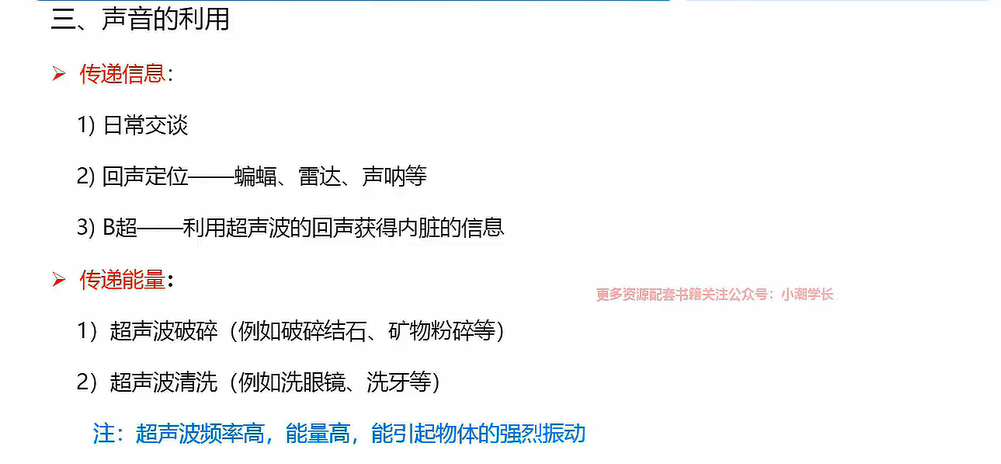 三、声音的利用
➢ 传递信息：
1) 日常交谈
2) 回声定位——蝙蝠、雷达、声呐等
3) B超——利用超声波的回声获得内脏的信息
➢ 传递能量：
更多资源配套书籍关注公众号：小潮学长
1）超声波破碎（例如破碎结石、矿物粉碎等）
2）超声波清洗（例如洗眼镜、洗牙等）
注：超声波频率高，能量高，能引起物体的强烈振动